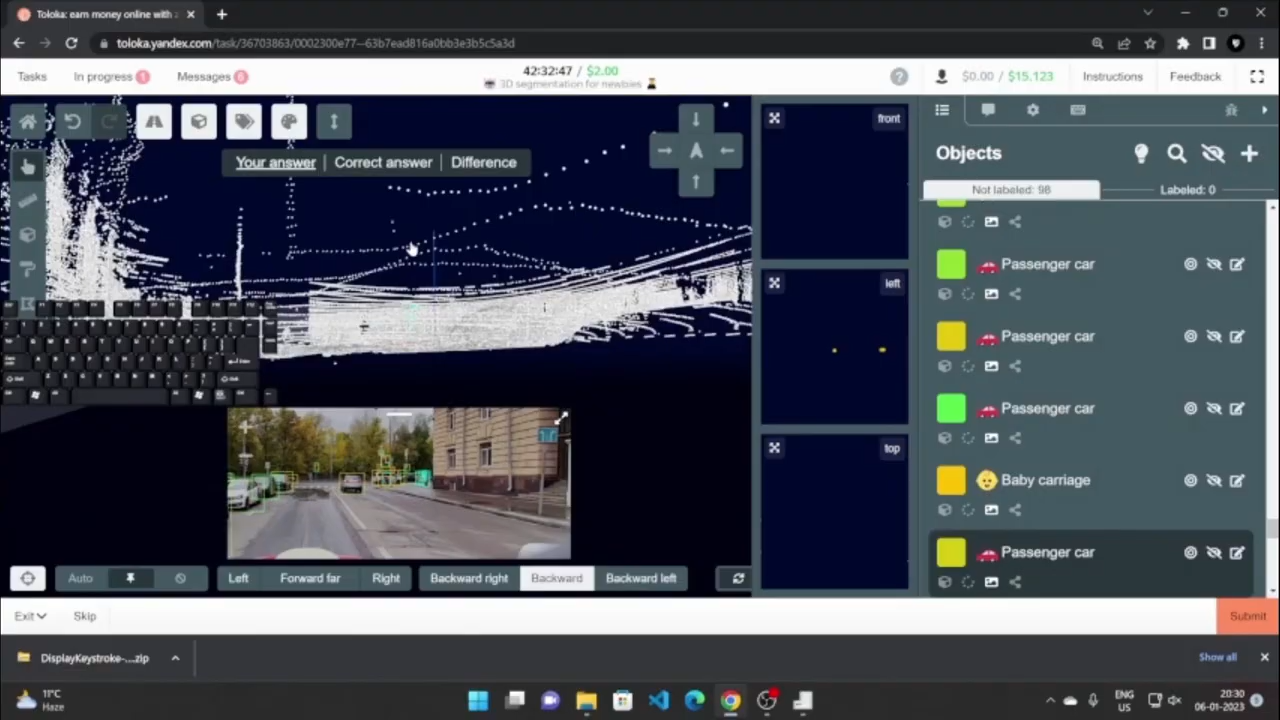 Toloka: earn money online with
toloka.yandex.com/task/36703863/0002300e77--63b7ead816a0bb3e3b5c5a3d
Tasks
In progress 1
Messages 6
42:32:47 / $2.00
3D segmentation for newbies
$0.00 / $15.123
Instructions
Feedback
Your answer | Correct answer | Difference
A
front
left
top
Objects
Not labeled: 98
Labeled: 0
Passenger car
Passenger car
Passenger car
Baby carriage
Passenger car
Auto
Left
Forward far
Right
Backward right
Backward
Backward left
Exit
Skip
Submit
DisplayKeystroke-....zip
Show all
11°C
Haze
ENG
US
20:30
06-01-2023